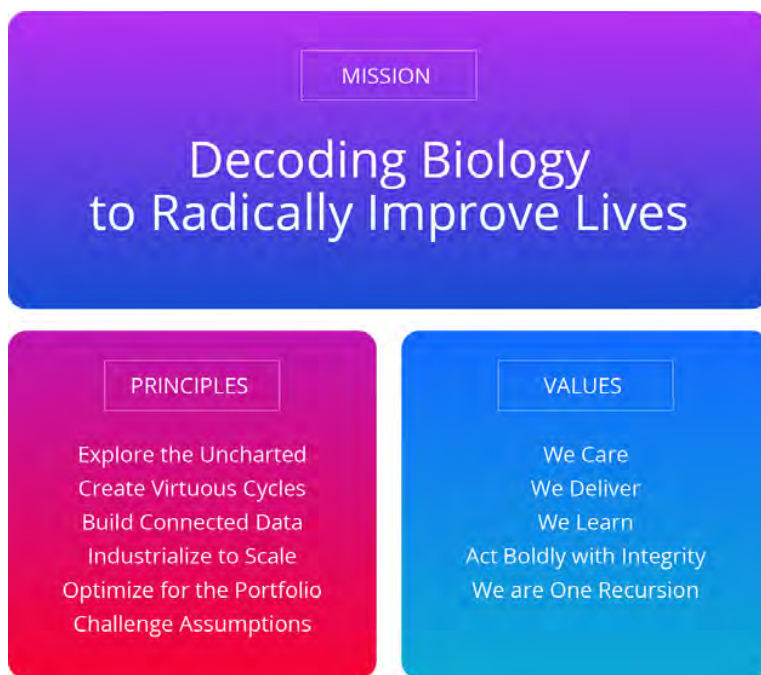 MISSION
Decoding Biology
to Radically Improve Lives
PRINCIPLES
Explore the Uncharted
Create Virtuous Cycles
Build Connected Data
Industrialize to Scale
Optimize for the Portfolio
Challenge Assumptions
VALUES
We Care
We Deliver
We Learn
Act Boldly with Integrity
We are One Recursion